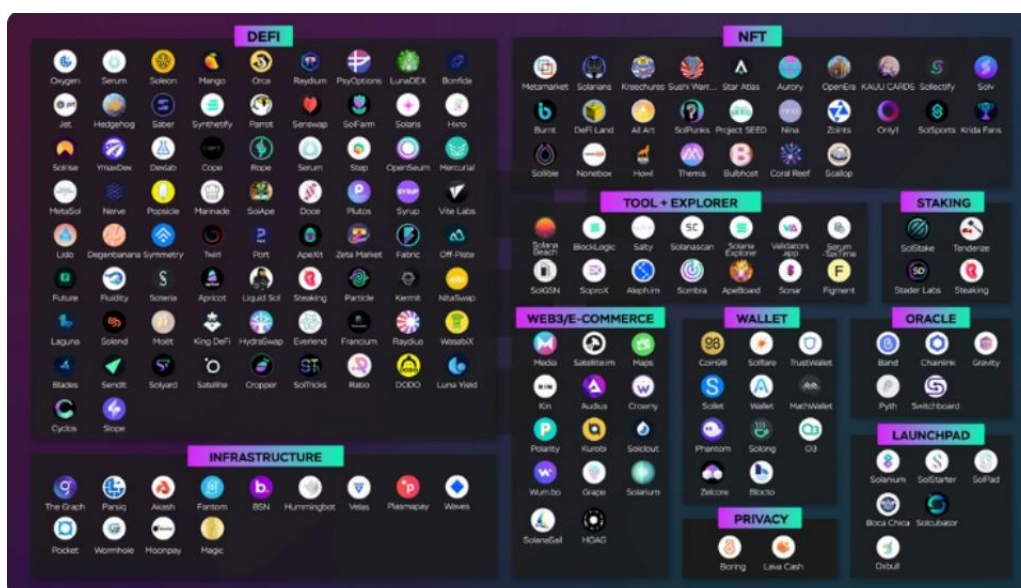 DEFI
Oxygen Serum Soleon Mango Orca Raydium PsyOptions LunaDEX Bonfida
Jet Hedgehog Saber Synthetify Parrot Senswap SolFarm Solaris Hxro
Solrise YmaxDex Dexlab Cope Rope Serum Step OpenSerum Mercurial
MetaSol Nerve Popsicle Marinade SolApe Doce Plutos Syrup Vite Labs
Lido Degenbanana Symmetry Twirl Port ApeXit Zeta Market Fabric Off-Piste
Future Fluidity Soteria Apricot Liquid Sol Steaking Particle Kermit NitaSwap
Laguna Solend Moët King DeFi HydraSwap Everlend Francium Raydius WasabiX
Blades Sendit Solyard Satellite Cropper SolTricks Ratio DODO Luna Yield
Cyclos Slope
INFRASTRUCTURE
The Graph Parsiq Akash Fantom BSN Hummingbot Velas Plasmapay Waves
Pocket Wormhole Moonpay Magic
NFT
Metamarket Solarians Kreechures Sushi Warr... Star Atlas Aurory OpenEra KAIJU CARDS Sollectify Solv
Burnt DeFi Land All Art SolPunks Project SEED Nina Zoints Only1 SolSports Krida Fans
Solible Nonebox Howl Themis Bulbhost Coral Reef Scallop
TOOL + EXPLORER
Solana Beach BlockLogic Salty Solanascan Solana Explorer Validators .app Serum -TaxTime
SolGSN SoproX Aleph.im Sombra ApeBoard Sonar Figment
STAKING
SolStake Tenderize
Stader Labs Steaking
WEB3/E-COMMERCE
Media Satellite.im Maps
Kin Audius Crowny
Polarity Kurobi Solclout
Wum.bo Grape Solarium
SolanaSail HOAG
WALLET
Coin98 Solflare TrustWallet
Sollet Wallet MathWallet
Phantom Solong O3
Zelcore Blocto
PRIVACY
Boring Lava Cash
ORACLE
Band Chainlink Gravity
Pyth Switchboard
LAUNCHPAD
Solanium SolStarter SolPad
Boca Chica Solcubator
Oxbull